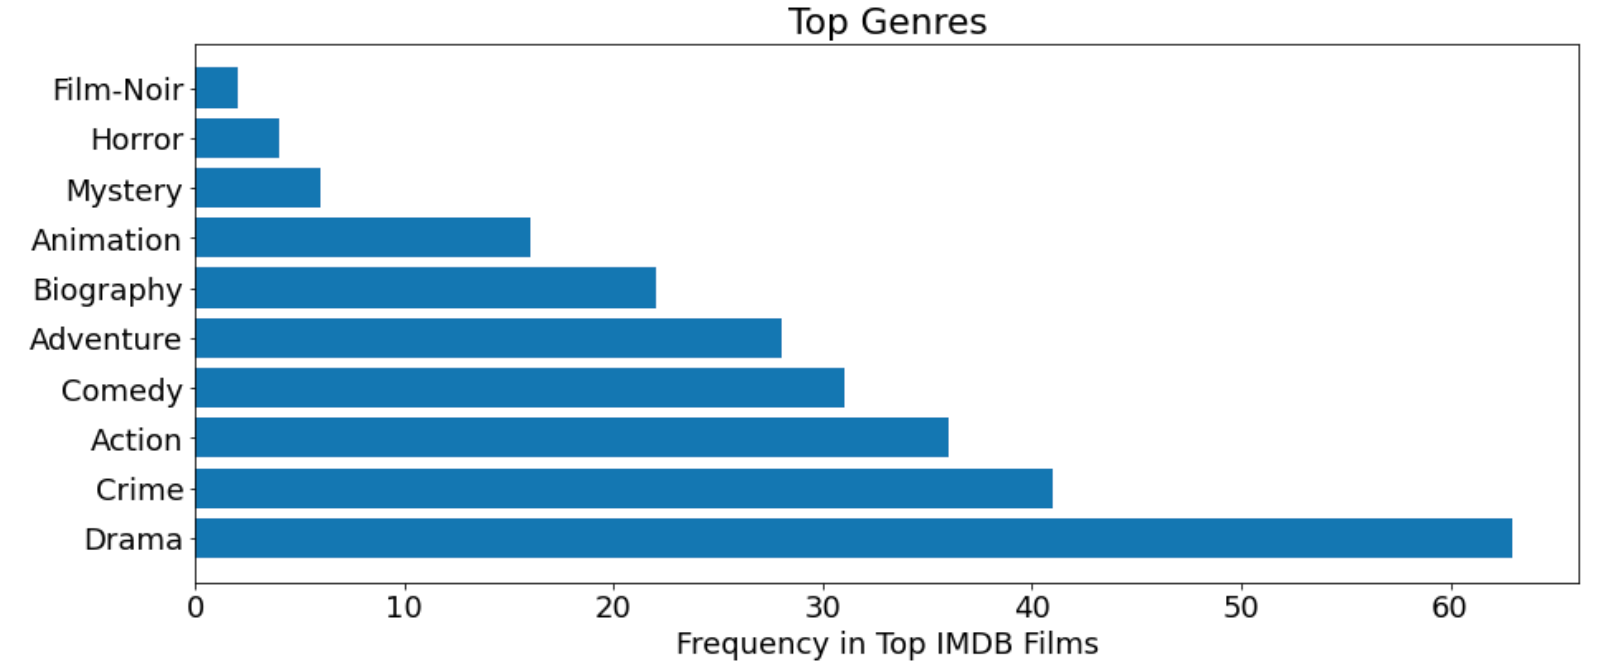 Top Genres
Film-Noir
Horror
Mystery
Animation
Biography
Adventure
Comedy
Action
Crime
Drama
0 10 20 30 40 50 60
Frequency in Top IMDB Films